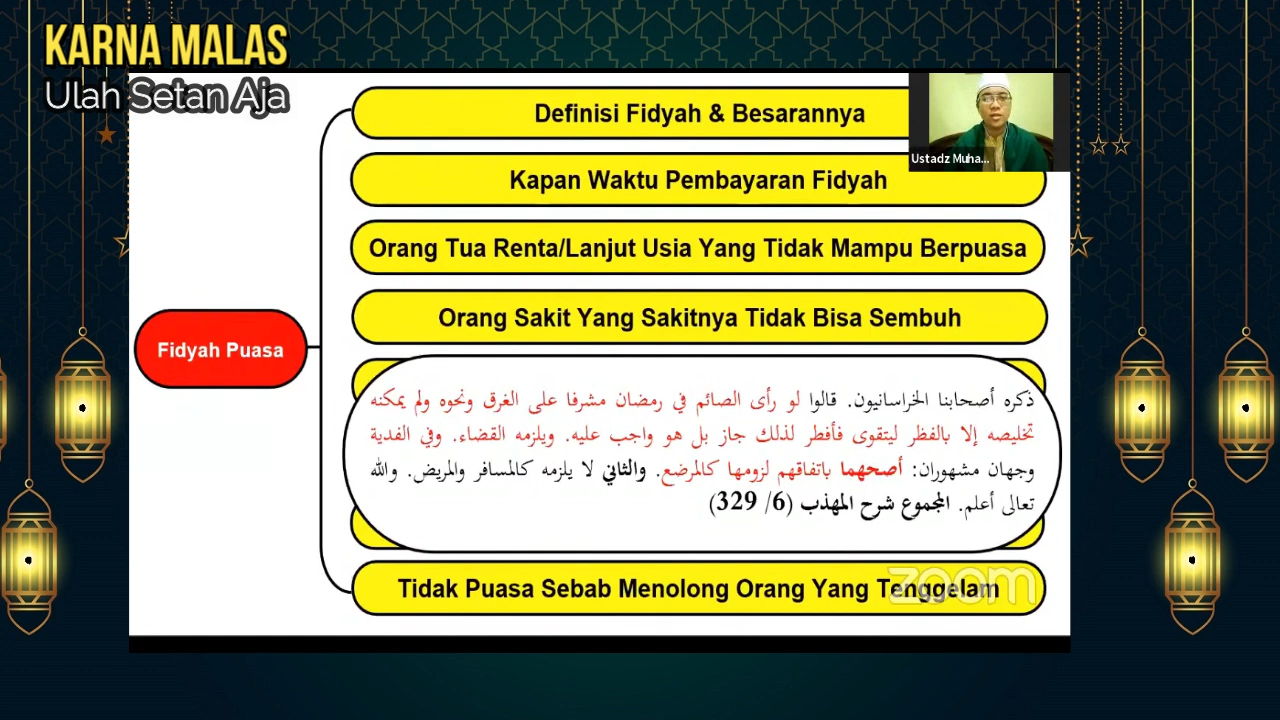 KARNA MALAS
Ulah Setan Aja
Definisi Fidyah & Besarannya
Ustadz Muha...
Kapan Waktu Pembayaran Fidyah
Orang Tua Renta/Lanjut Usia Yang Tidak Mampu Berpuasa
Orang Sakit Yang Sakitnya Tidak Bisa Sembuh
Fidyah Puasa
ذكره أصحابنا الخراسانيون. قالوا لو رأى الصائم في رمضان مشرفا على الغرق ونحوه ولم يمكنه
تخليصه إلا بالفظر ليتقوى فأفطر لذلك جاز بل هو واجب عليه. ويلزمه القضاء. وفي الفدية
وجهان مشهوران: أصحهما باتفاقهم لزومها كالمرضع. والثاني لا يلزمه كالمسافر والمريض. والله
تعالى أعلم. المجموع شرح المهذب (6/ 329)
Tidak Puasa Sebab Menolong Orang Yang Tenggelam
zoom